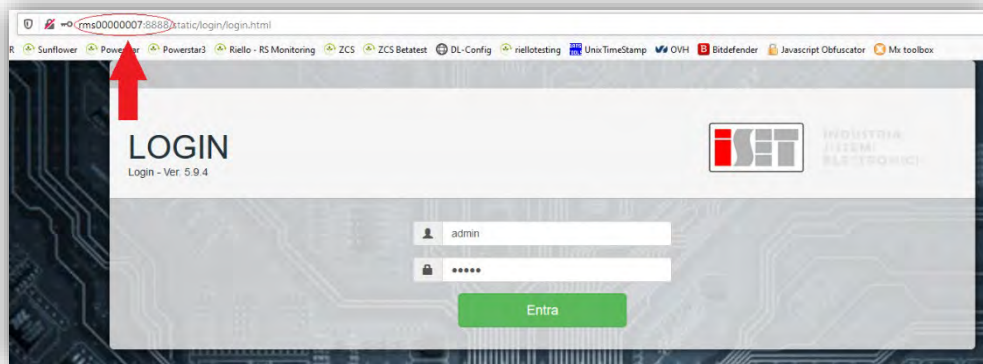 rms00000007:8888/static/login/login.html
R Sunflower Powerstar Powerstar3 Riello - RS Monitoring ZCS ZCS Betatest DL-Config riellotesting UnixTimeStamp OVH B Bitdefender Javascript Obfuscator Mx toolbox
LOGIN
Login - Ver. 5.9.4
iSET
INDUSTRIA
SISTEMI
ELETTRONICI
admin
•••••
Entra